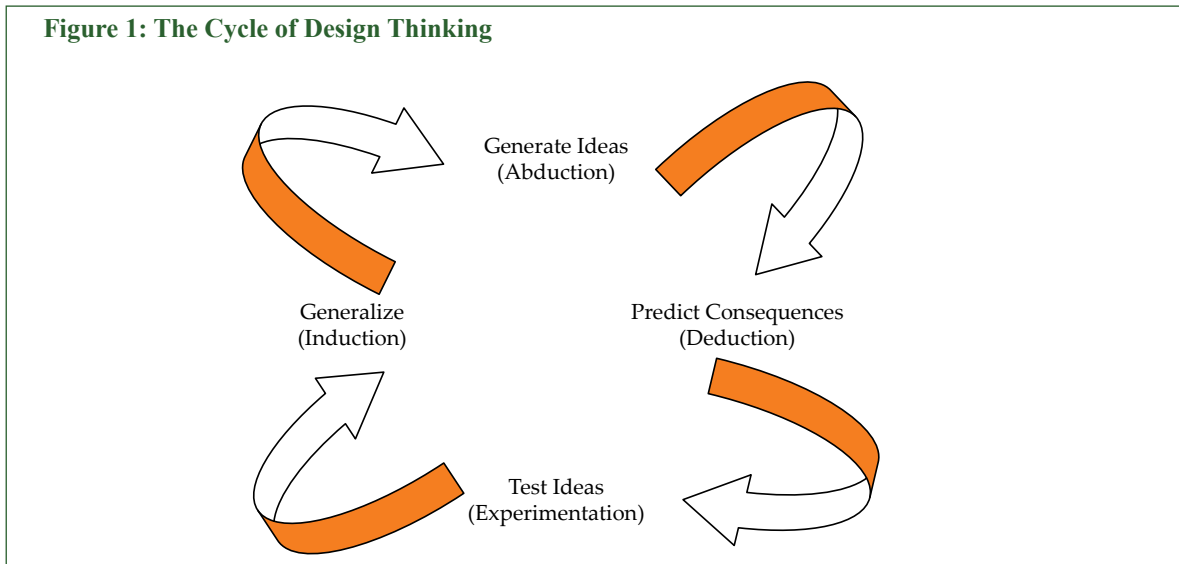 Figure 1: The Cycle of Design Thinking
Generate Ideas
(Abduction)
Generalize
(Induction)
Predict Consequences
(Deduction)
Test Ideas
(Experimentation)